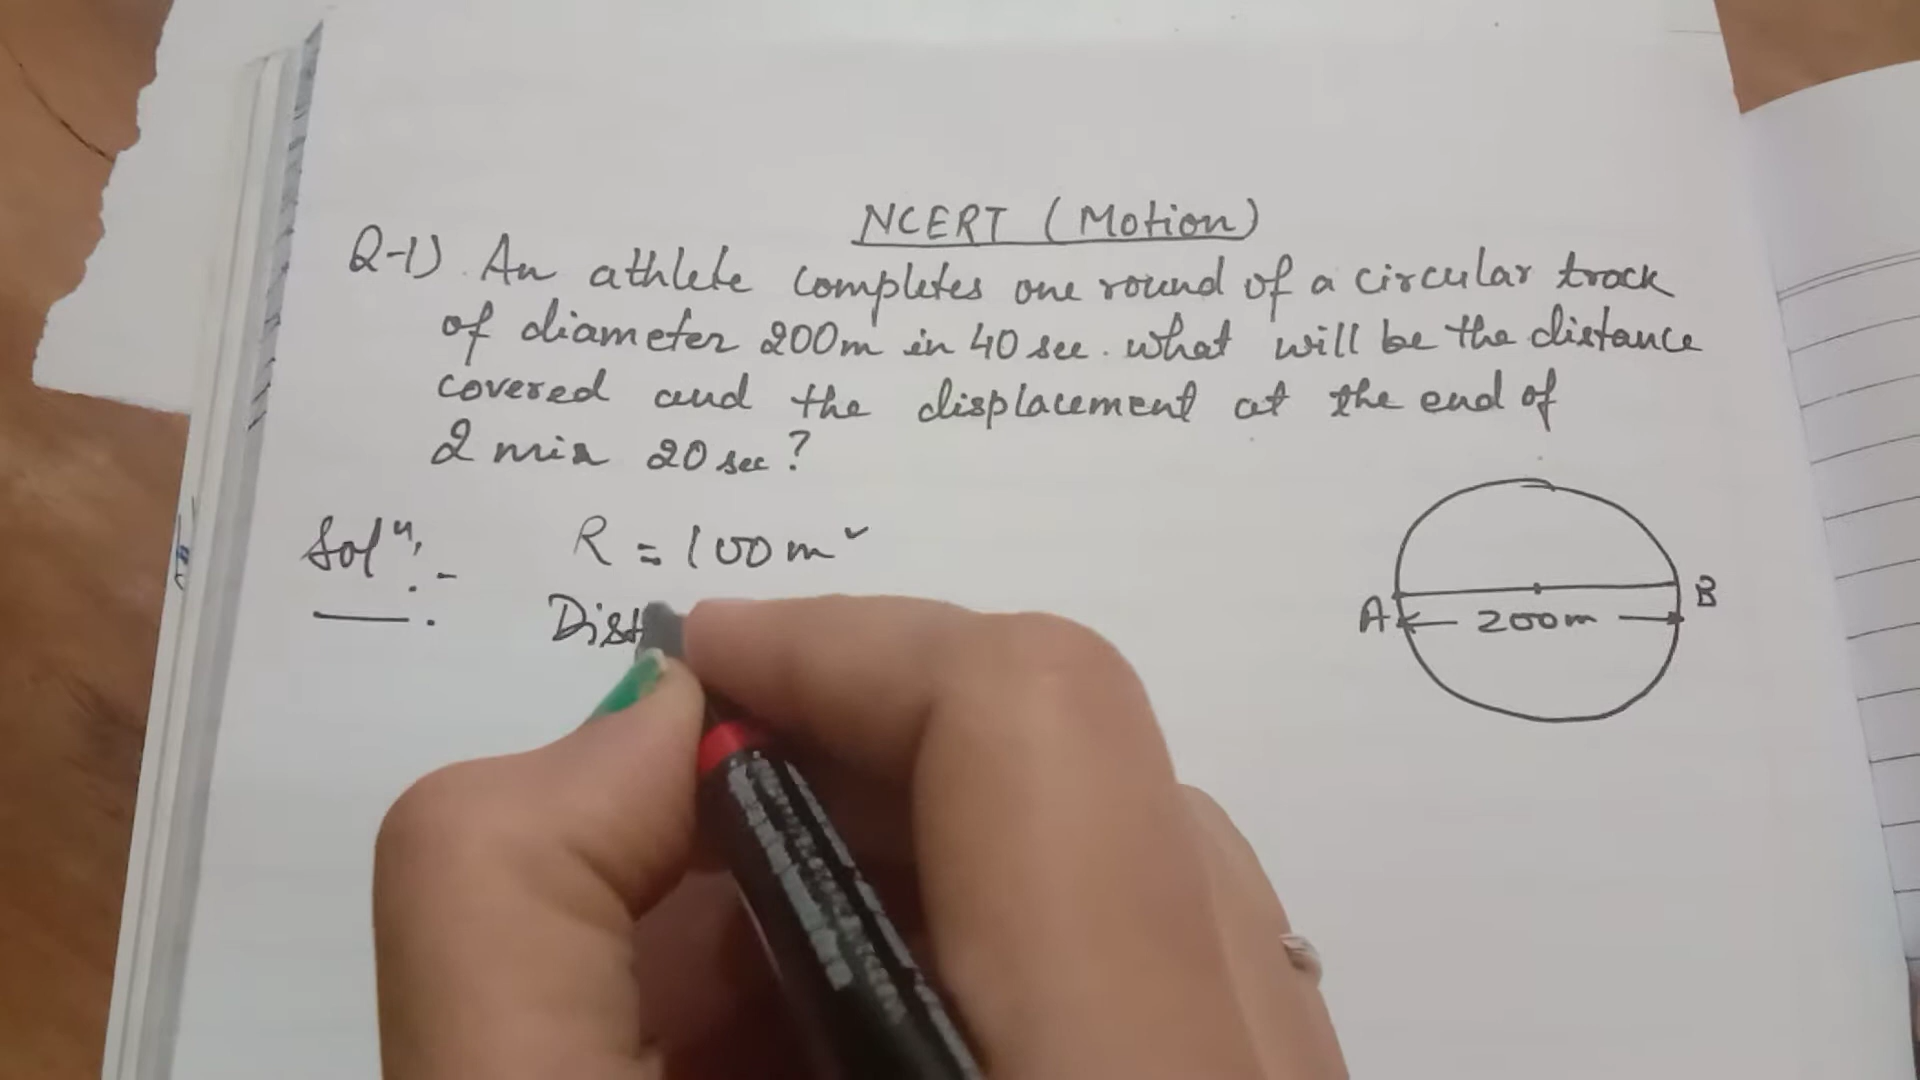 NCERT (Motion)
Q-1) An athlete completes one round of a circular track
of diameter 200m in 40 sec. what will be the distance
covered and the displacement at the end of
2 min 20 sec?
Solⁿ:-
R = 100m
Dist
A B
200m